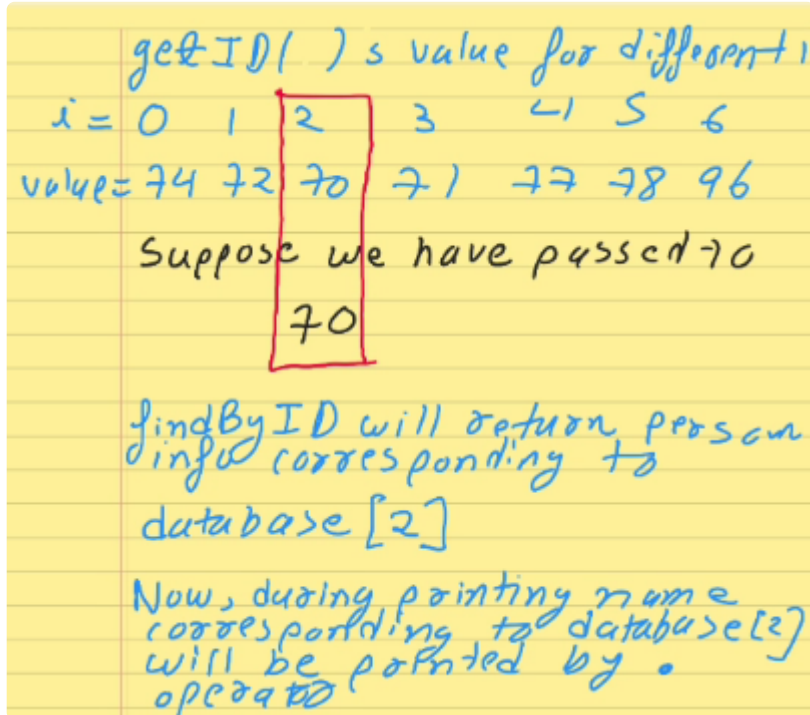 getID( )s value for different i
i = 0 1 2 3 4 5 6
value = 74 72 70 71 77 78 96
Suppose we have passed 70
70
findByID will return person
info corresponding to
database [2]
Now, during printing name
corresponding to database[2]
will be printed by .
operator